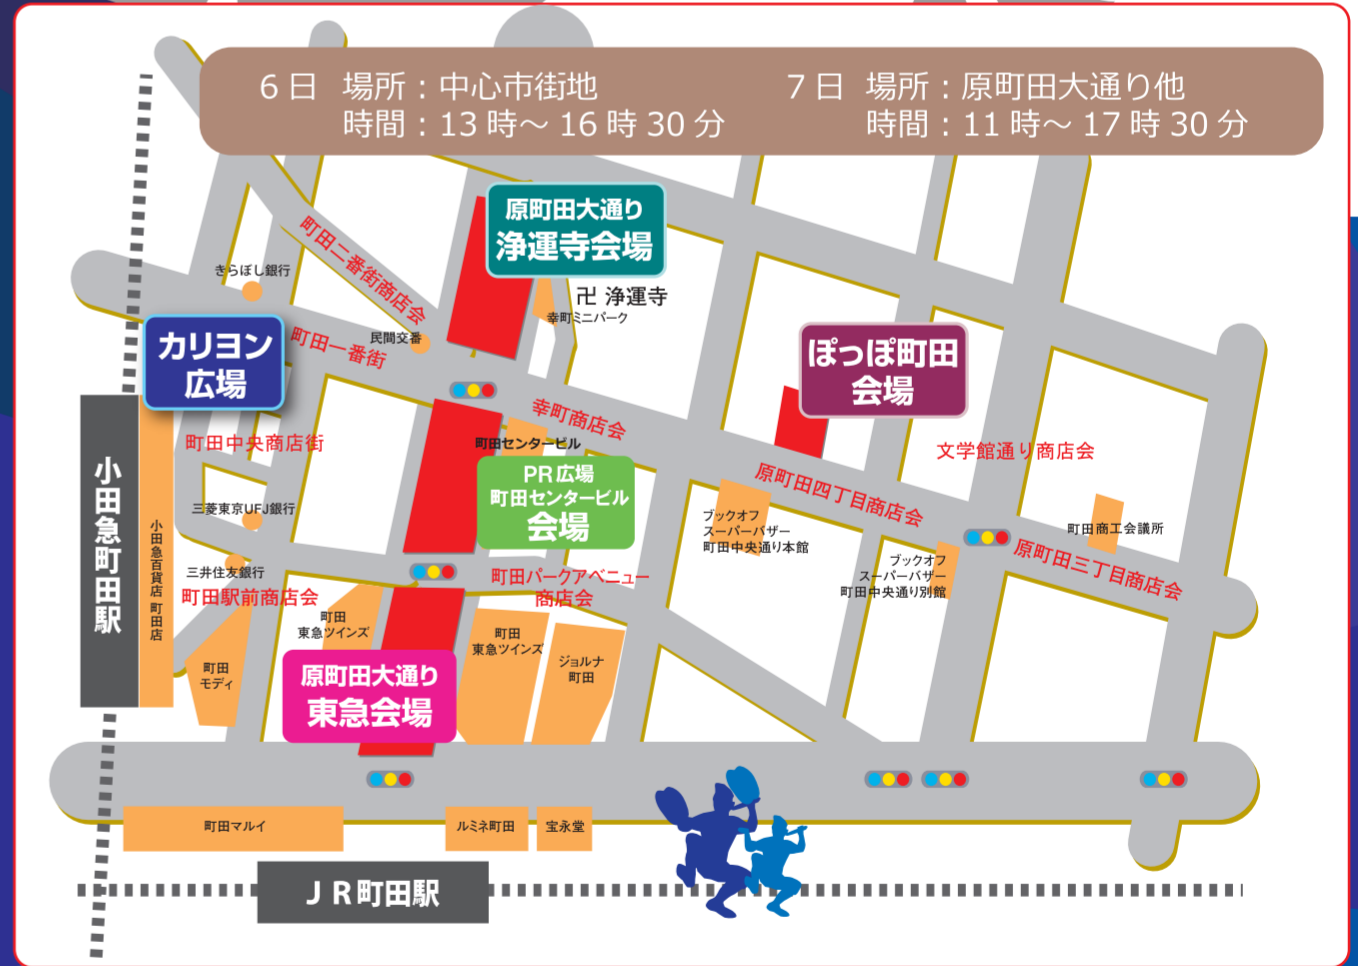 6日 場所：中心市街地
時間：13時～16時30分
7日 場所：原町田大通り他
時間：11時～17時30分
原町田大通り
浄運寺会場
町田二番街商店会
きらぼし銀行
卍 浄運寺
幸町ミニパーク
民間交番
町田一番街
カリヨン
広場
ぽっぽ町田
会場
幸町商店会
町田中央商店街
町田センタービル
文学館通り商店会
PR広場
町田センタービル
会場
原町田四丁目商店会
小田急町田駅
小田急百貨店 町田店
三菱東京UFJ銀行
ブックオフ
スーパーバザー
町田中央通り本館
町田商工会議所
原町田三丁目商店会
ブックオフ
スーパーバザー
町田中央通り別館
三井住友銀行
町田駅前商店会
町田パークアベニュー
商店会
町田
東急ツインズ
町田
東急ツインズ
ジョルナ
町田
町田
モディ
原町田大通り
東急会場
町田マルイ
ルミネ町田
宝永堂
ＪＲ町田駅